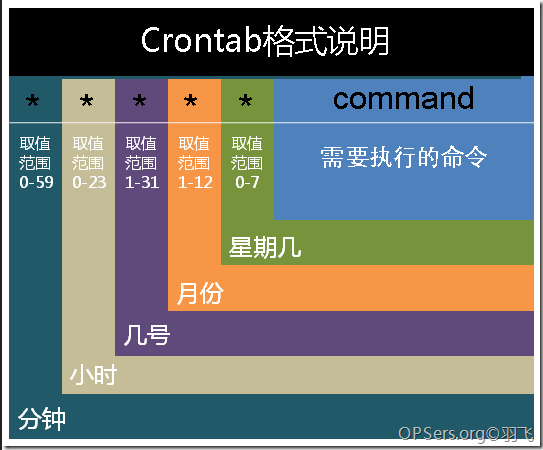 Crontab格式说明
* * * * * command
取值范围 0-59
取值范围 0-23
取值范围 1-31
取值范围 1-12
取值范围 0-7
需要执行的命令
星期几
月份
几号
小时
分钟
OPSers.org©羽飞